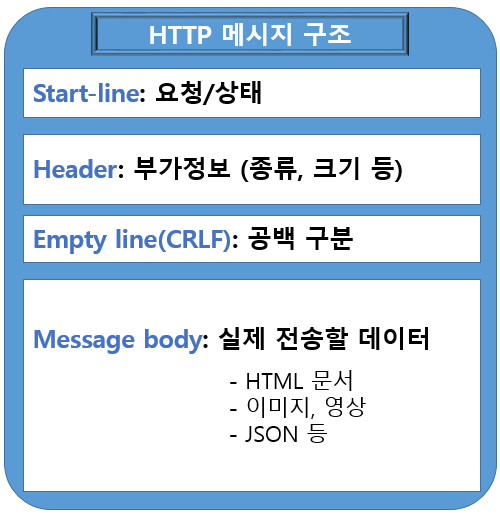 HTTP 메시지 구조
Start-line: 요청/상태
Header: 부가정보 (종류, 크기 등)
Empty line(CRLF): 공백 구분
Message body: 실제 전송할 데이터
- HTML 문서
- 이미지, 영상
- JSON 등